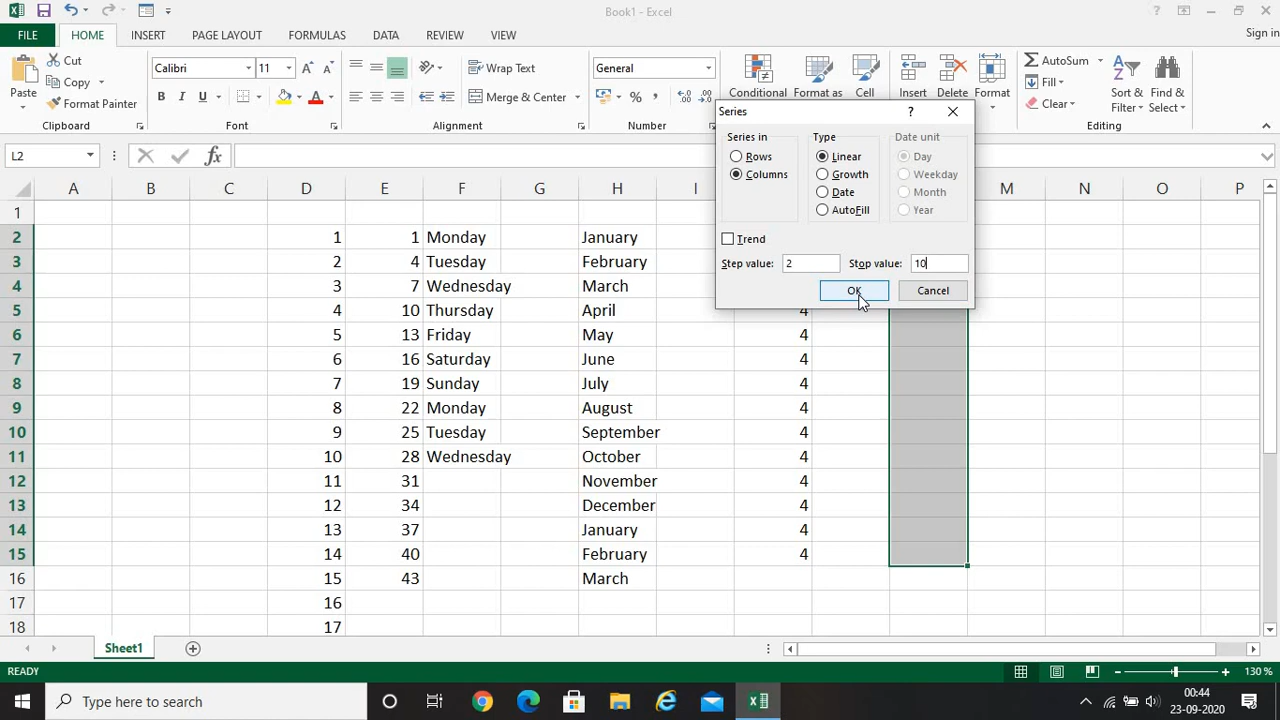 Book1 - Excel
FILE HOME INSERT PAGE LAYOUT FORMULAS DATA REVIEW VIEW Sign in
Paste Cut Copy Format Painter Clipboard
Calibri 11 B I U A A A Font
Wrap Text Merge & Center Alignment
General % , Number
Conditional Format as Cell
Insert Delete Format
AutoSum Fill Clear Sort & Filter Find & Select Editing
L2 fx
Series ?
Series in Type Date unit
Rows Linear Day
Columns Growth Weekday
Date Month
AutoFill Year
Trend
Step value: 2 Stop value: 10
OK Cancel
A B C D E F G H I M N O P
1
2 1 1 Monday January
3 2 4 Tuesday February
4 3 7 Wednesday March
5 4 10 Thursday April 4
6 5 13 Friday May 4
7 6 16 Saturday June 4
8 7 19 Sunday July 4
9 8 22 Monday August 4
10 9 25 Tuesday September 4
11 10 28 Wednesday October 4
12 11 31 November 4
13 12 34 December 4
14 13 37 January 4
15 14 40 February 4
16 15 43 March
17 16
18 17
Sheet1
READY 130 %
Type here to search
00:44
23-09-2020